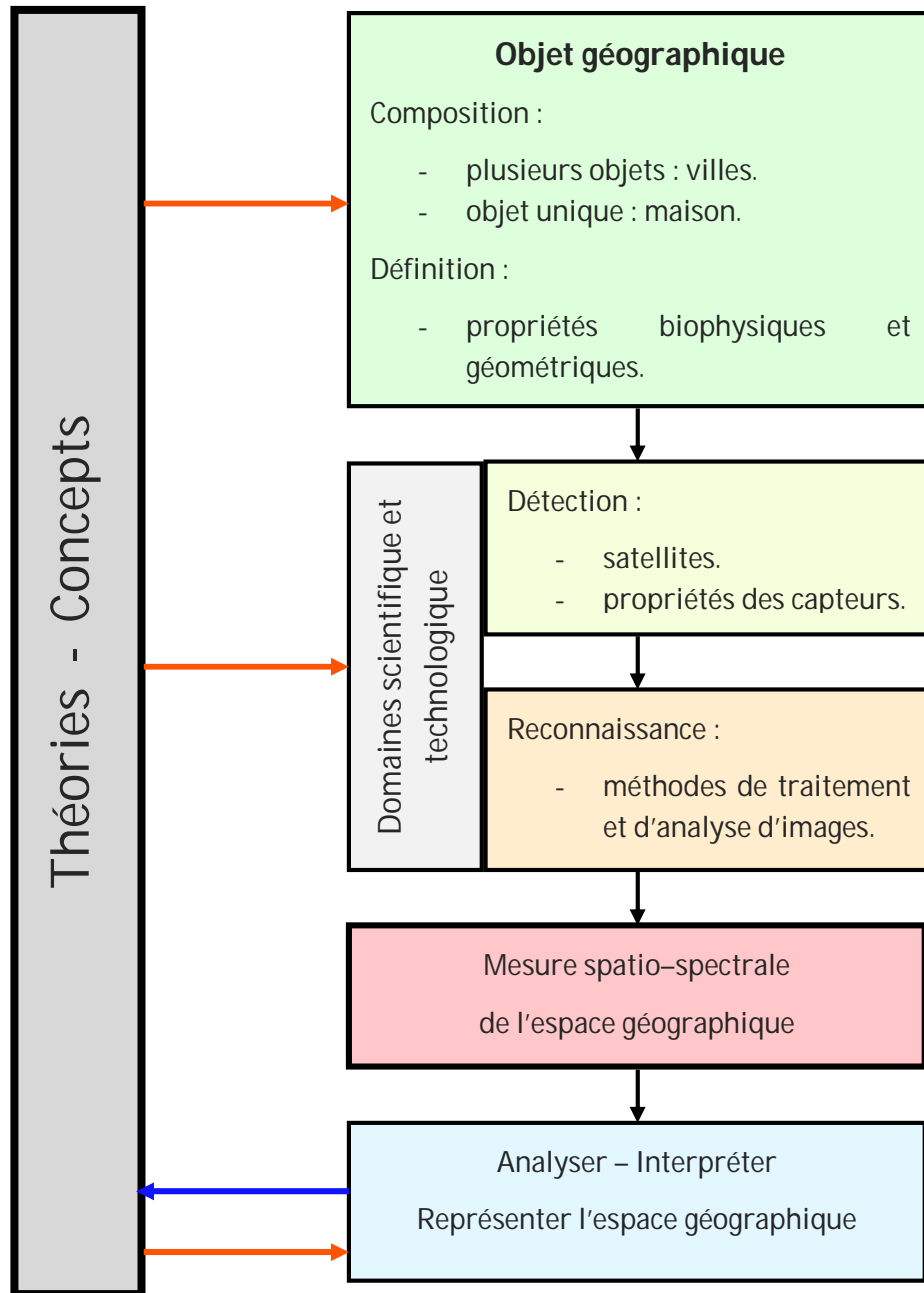 Théories - Concepts
Objet géographique
Composition :
- plusieurs objets : villes.
- objet unique : maison.
Définition :
- propriétés biophysiques et
géométriques.
Domaines scientifique et
technologique
Détection :
- satellites.
- propriétés des capteurs.
Reconnaissance :
- méthodes de traitement
et d'analyse d'images.
Mesure spatio–spectrale
de l'espace géographique
Analyser – Interpréter
Représenter l'espace géographique